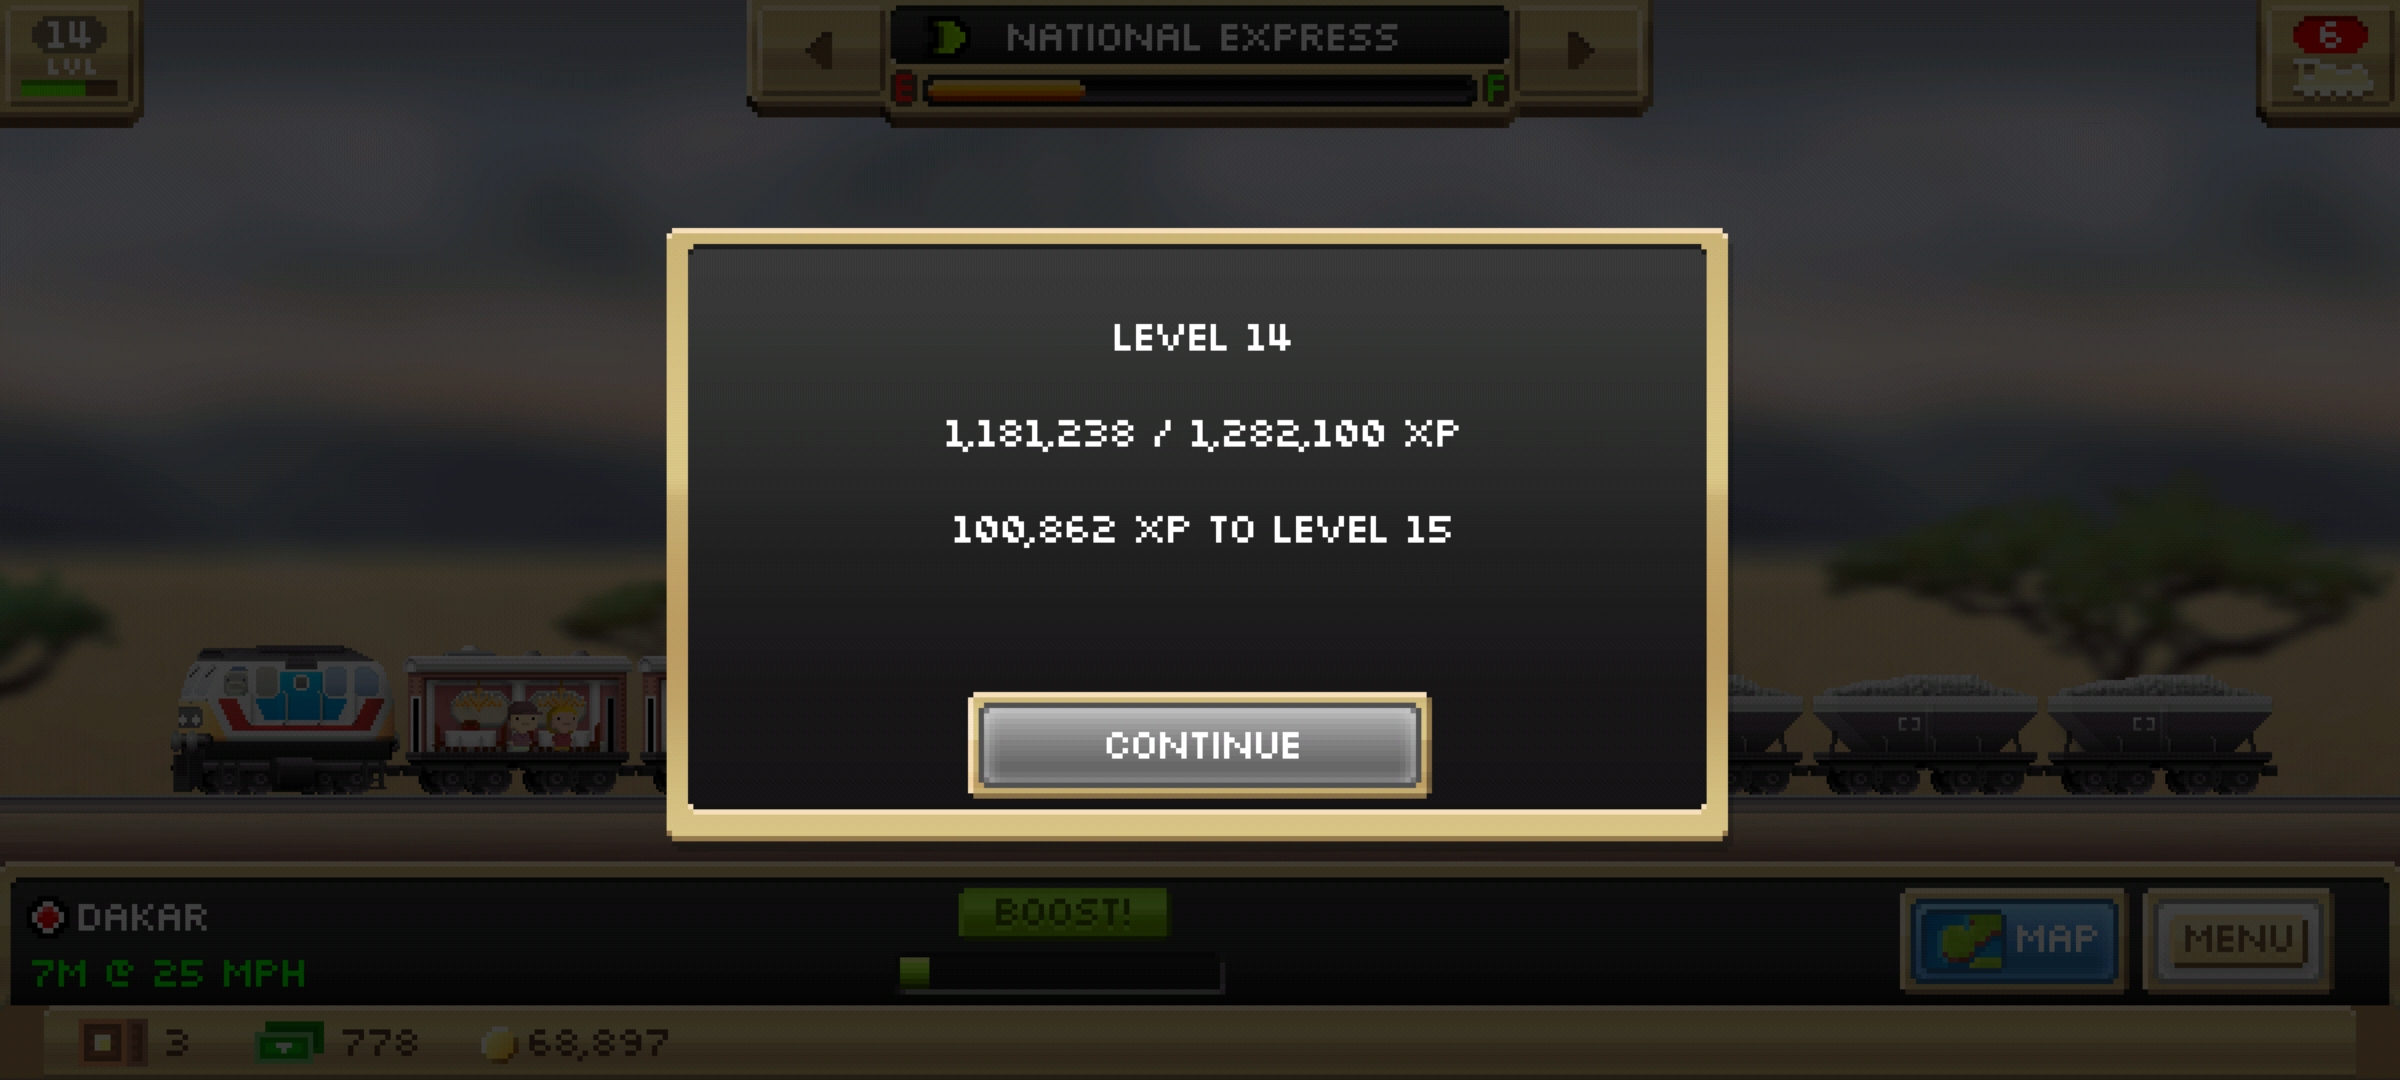 14
LVL
NATIONAL EXPRESS
E F
6
LEVEL 14
1,181,238 / 1,282,100 XP
100,862 XP TO LEVEL 15
CONTINUE
DAKAR
7M @ 25 MPH
BOOST!
MAP
MENU
3 778 68,897